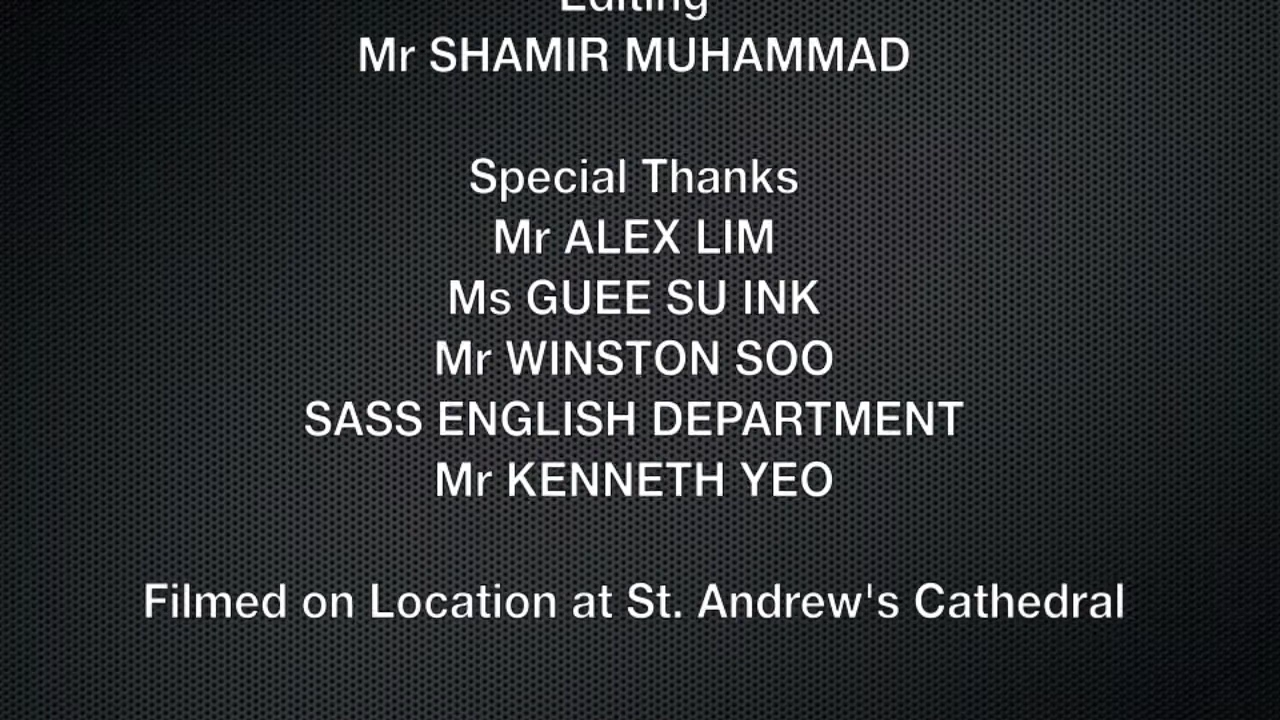 Editing
Mr SHAMIR MUHAMMAD
Special Thanks
Mr ALEX LIM
Ms GUEE SU INK
Mr WINSTON SOO
SASS ENGLISH DEPARTMENT
Mr KENNETH YEO
Filmed on Location at St. Andrew's Cathedral